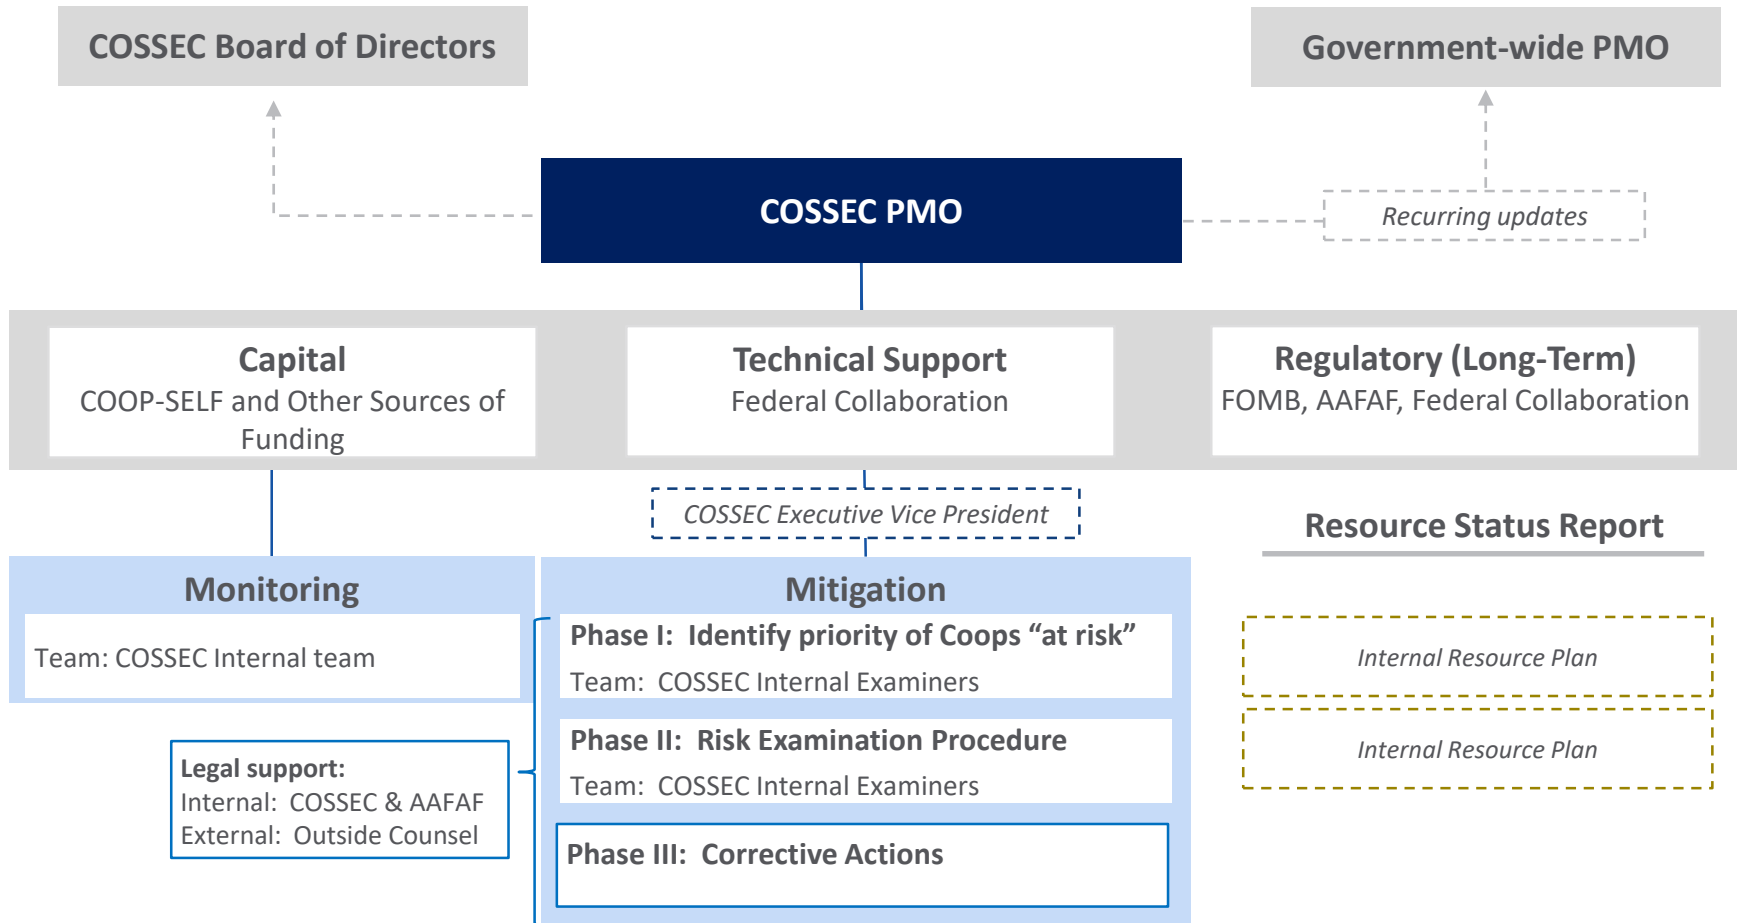 COSSEC Board of Directors
Government-wide PMO
COSSEC PMO
Recurring updates
Capital
COOP-SELF and Other Sources of
Funding
Technical Support
Federal Collaboration
Regulatory (Long-Term)
FOMB, AAFAF, Federal Collaboration
COSSEC Executive Vice President
Resource Status Report
Monitoring
Team: COSSEC Internal team
Mitigation
Phase I:  Identify priority of Coops “at risk”
Team:  COSSEC Internal Examiners
Phase II:  Risk Examination Procedure
Team:  COSSEC Internal Examiners
Phase III:  Corrective Actions
Legal support:
Internal:  COSSEC & AAFAF
External:  Outside Counsel
Internal Resource Plan
Internal Resource Plan